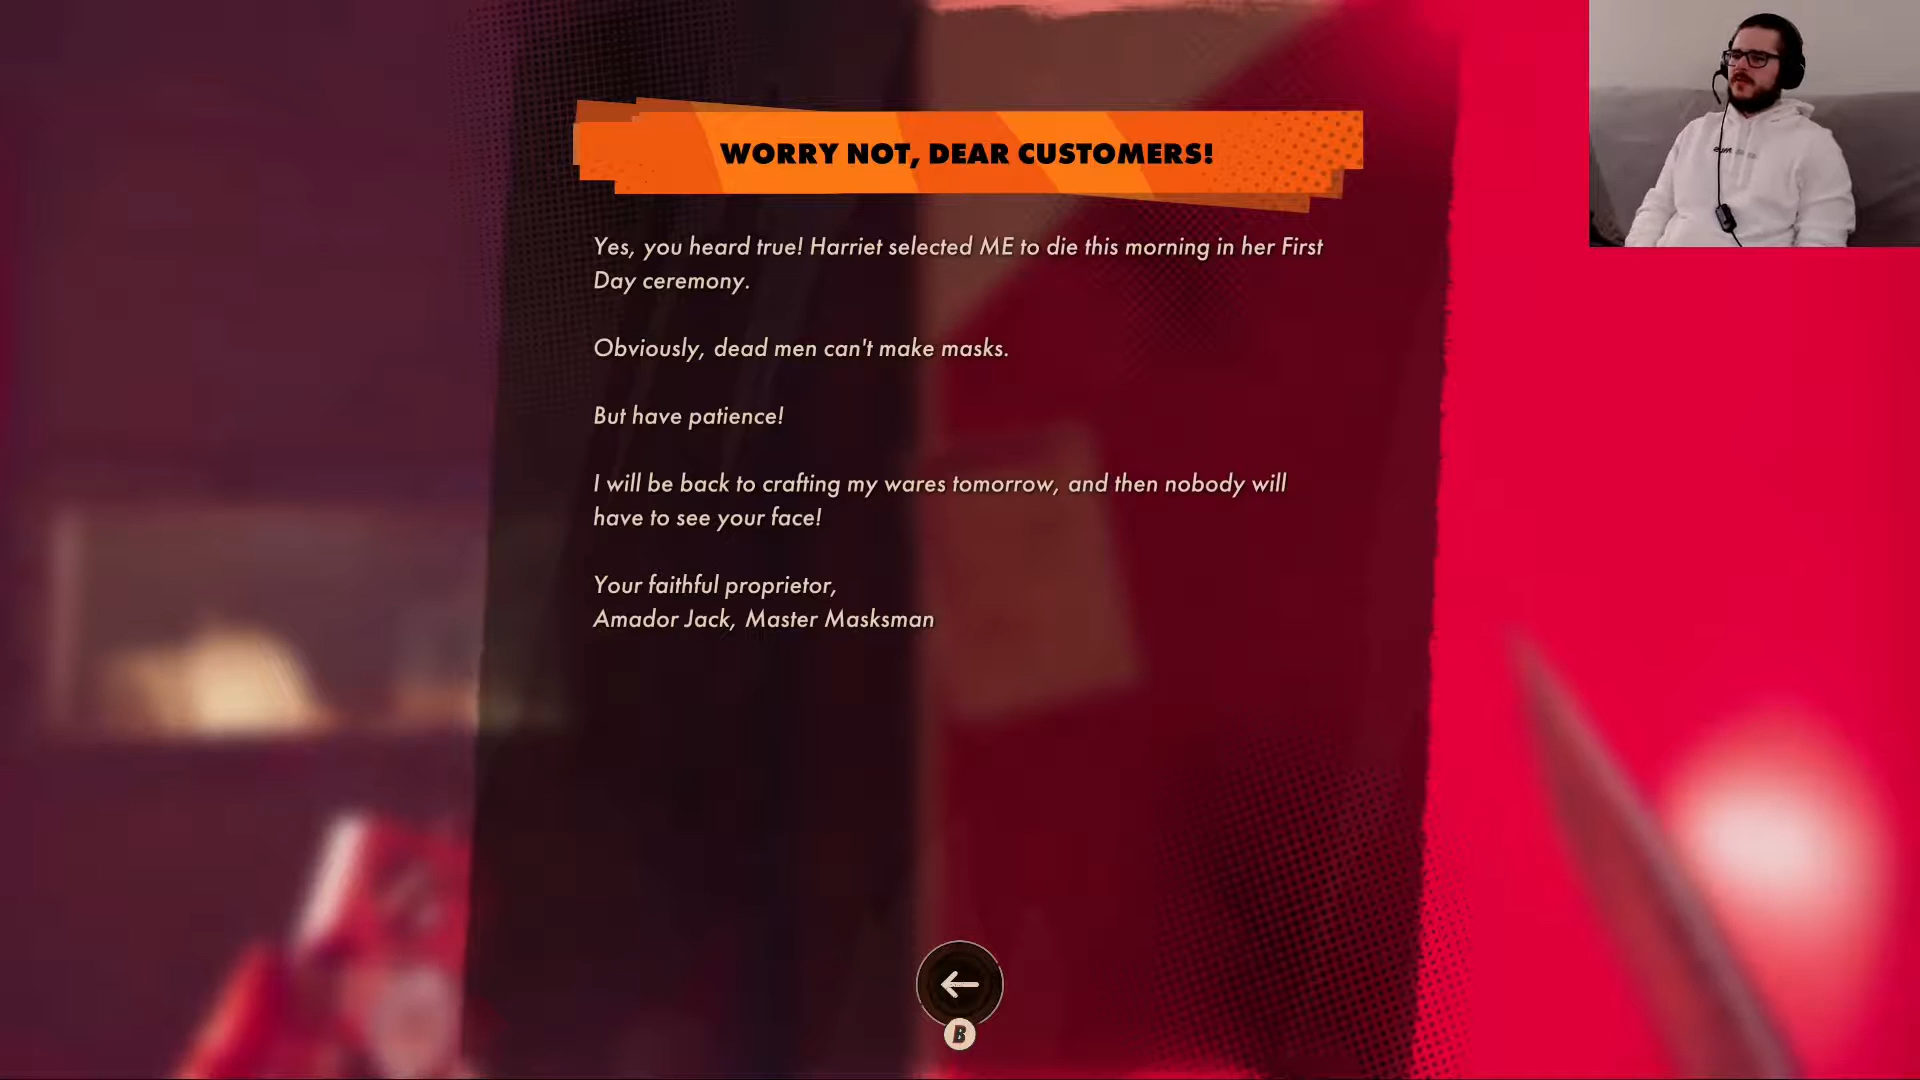 WORRY NOT, DEAR CUSTOMERS!
Yes, you heard true! Harriet selected ME to die this morning in her First
Day ceremony.
Obviously, dead men can't make masks.
But have patience!
I will be back to crafting my wares tomorrow, and then nobody will
have to see your face!
Your faithful proprietor,
Amador Jack, Master Masksman
B